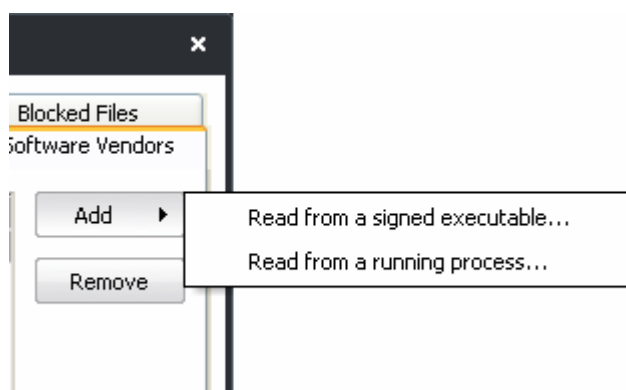 Blocked Files
Software Vendors
Add
Read from a signed executable...
Read from a running process...
Remove